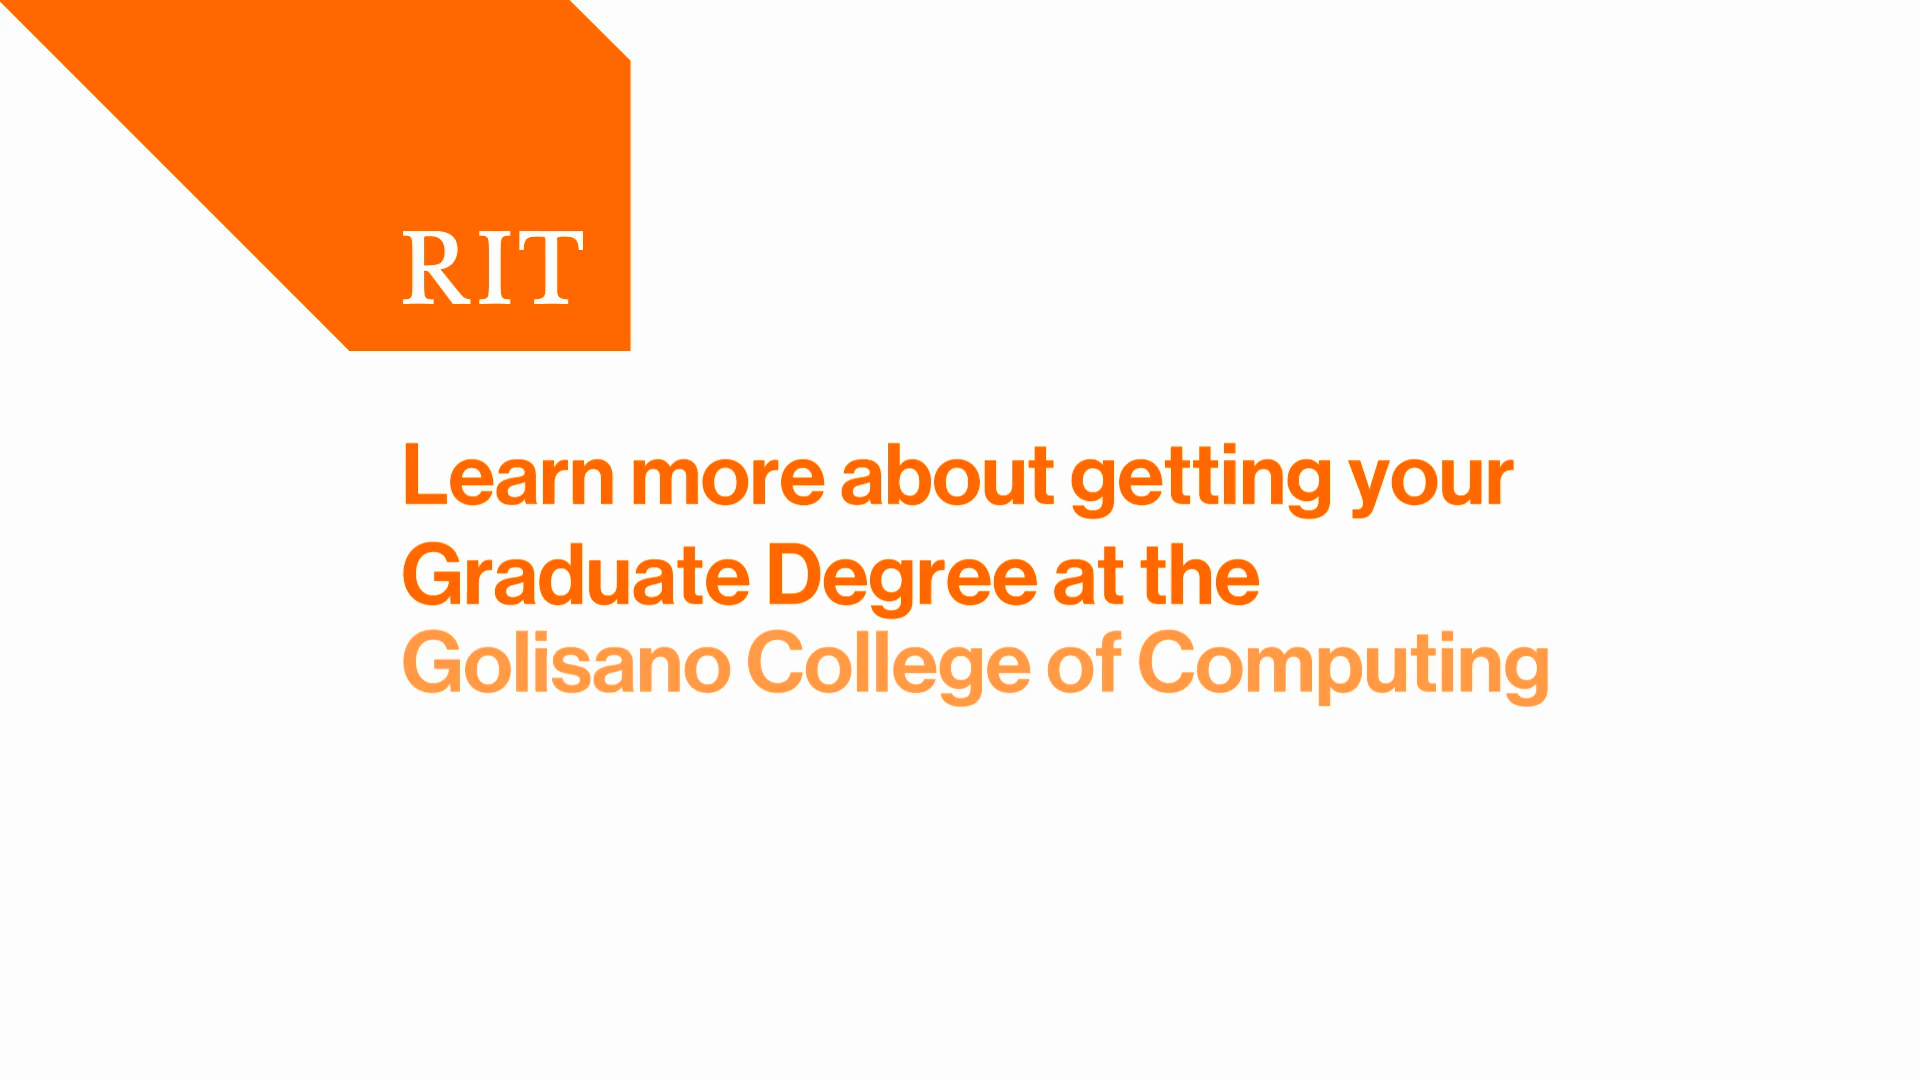 RIT
Learn more about getting your
Graduate Degree at the
Golisano College of Computing